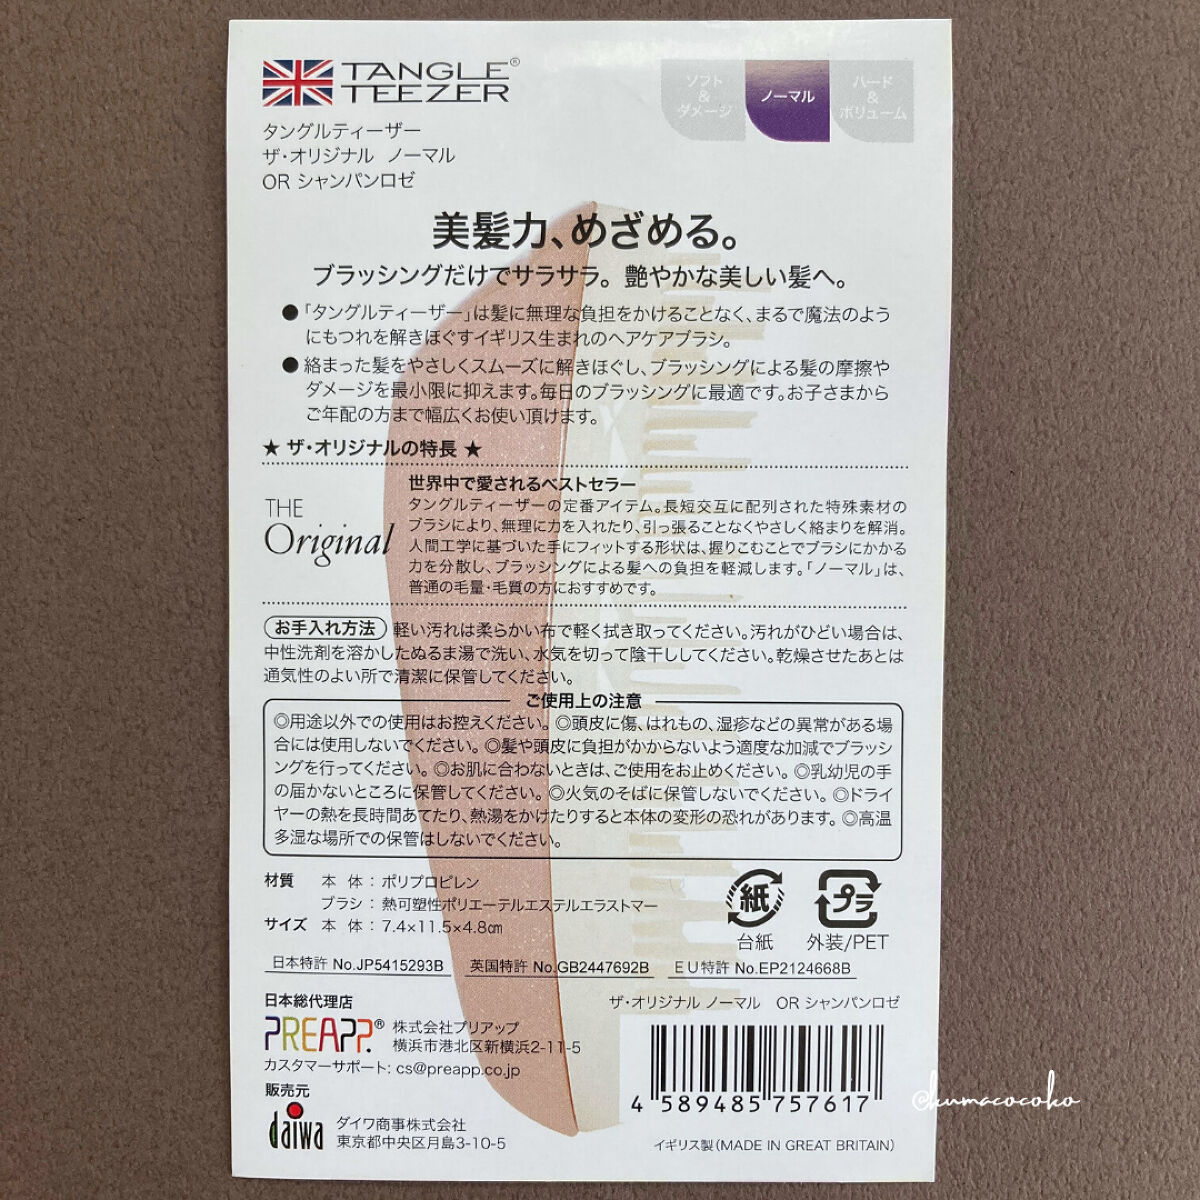 TANGLE
TEEZER®
ソフト
&
ダメージ
ノーマル
ハード
&
ボリューム
タングルティーザー
ザ・オリジナル ノーマル
OR シャンパンロゼ
美髪力、めざめる。
ブラッシングだけでサラサラ。艶やかな美しい髪へ。
●「タングルティーザー」は髪に無理な負担をかけることなく、まるで魔法のよう
にもつれを解きほぐすイギリス生まれのヘアケアブラシ。
●絡まった髪をやさしくスムーズに解きほぐし、ブラッシングによる髪の摩擦や
ダメージを最小限に抑えます。毎日のブラッシングに最適です。お子さまから
ご年配の方まで幅広くお使い頂けます。
★ ザ・オリジナルの特長 ★
THE
Original
世界中で愛されるベストセラー
タングルティーザーの定番アイテム。長短交互に配列された特殊素材の
ブラシにより、無理に力を入れたり、引っ張ることなくやさしく絡まりを解消。
人間工学に基づいた手にフィットする形状は、握りこむことでブラシにかかる
力を分散し、ブラッシングによる髪への負担を軽減します。「ノーマル」は、
普通の毛量・毛質の方におすすめです。
お手入れ方法 軽い汚れは柔らかい布で軽く拭き取ってください。汚れがひどい場合は、
中性洗剤を溶かしたぬるま湯で洗い、水気を切って陰干ししてください。乾燥させたあとは
通気性のよい所で清潔に保管してください。
ご使用上の注意
◎用途以外での使用はお控えください。◎頭皮に傷、はれもの、湿疹などの異常がある場
合には使用しないでください。◎髪や頭皮に負担がかからないよう適度な加減でブラッシ
ングを行ってください。◎お肌に合わないときは、ご使用をお止めください。◎乳幼児の手
の届かないところに保管してください。◎火気のそばに保管しないでください。◎ドライ
ヤーの熱を長時間あてたり、熱湯をかけたりすると本体の変形の恐れがあります。◎高温
多湿な場所での保管はしないでください。
材質 本 体：ポリプロピレン
ブラシ：熱可塑性ポリエーテルエステルエラストマー
サイズ 本 体：7.4×11.5×4.8㎝
紙
台紙
プラ
外装/PET
日本特許 No.JP5415293B 英国特許 No.GB2447692B EU特許 No.EP2124668B
日本総代理店
PREAPP.® 株式会社プリアップ
横浜市港北区新横浜2-11-5
カスタマーサポート: cs@preapp.co.jp
販売元
daiwa
ダイワ商事株式会社
東京都中央区月島3-10-5
ザ・オリジナル ノーマル OR シャンパンロゼ
4 589485 757617
イギリス製(MADE IN GREAT BRITAIN)
@kumacocoko